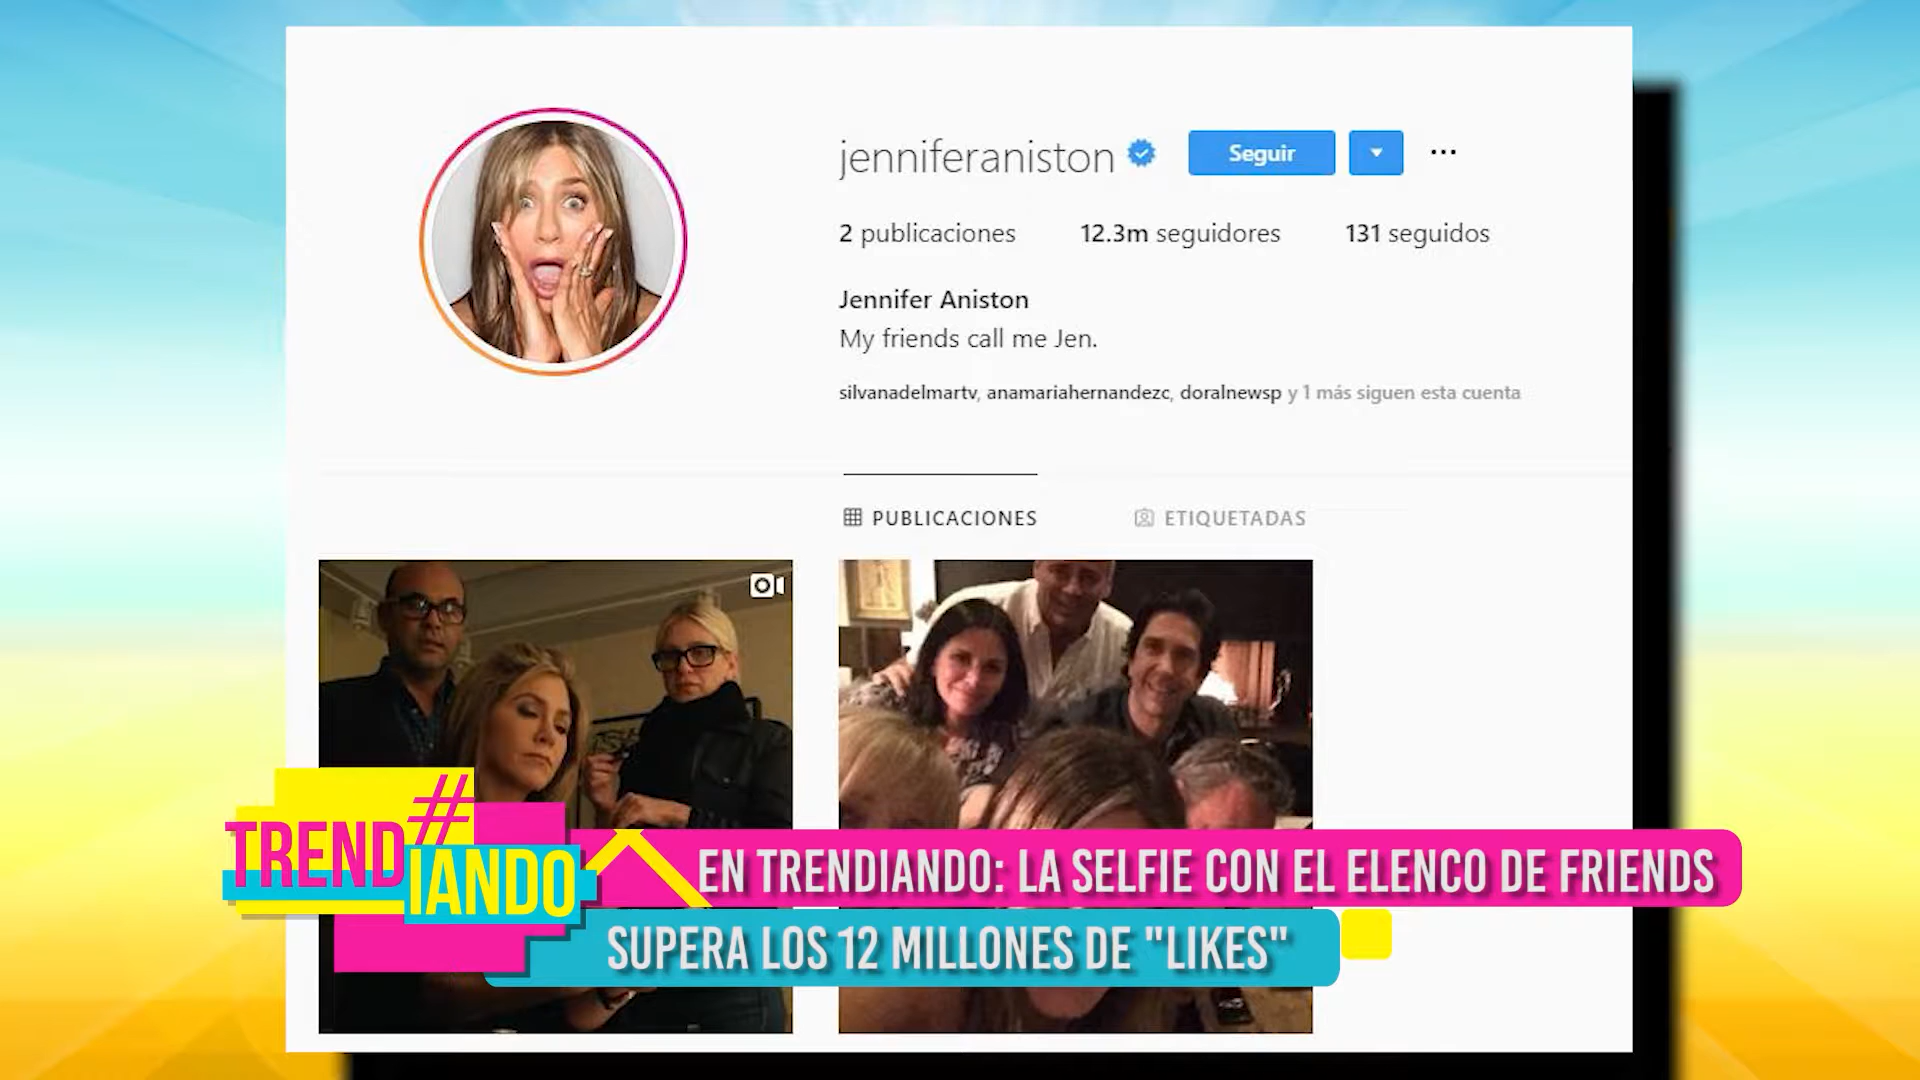 jenniferaniston
Seguir
2 publicaciones 12.3m seguidores 131 seguidos
Jennifer Aniston
My friends call me Jen.
silvanadelmartv, anamariahernandezc, doralnewsp y 1 más siguen esta cuenta
PUBLICACIONES ETIQUETADAS
TREND#
IANDO
EN TRENDIANDO: LA SELFIE CON EL ELENCO DE FRIENDS
SUPERA LOS 12 MILLONES DE "LIKES"